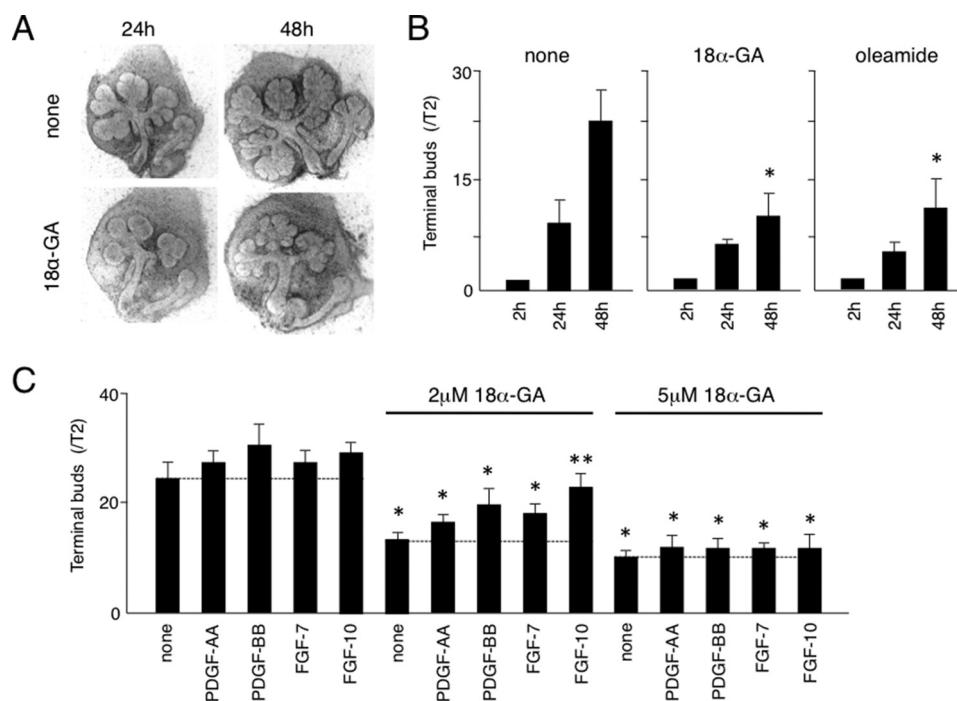 A
24h 48h
none
18α-GA
B
none 18α-GA oleamide
Terminal buds (/T2)
30
15
0
* *
2h 24h 48h 2h 24h 48h 2h 24h 48h
C
2μM 18α-GA 5μM 18α-GA
Terminal buds (/T2)
40
20
0
* * * * ** * * * * *
none PDGF-AA PDGF-BB FGF-7 FGF-10 none PDGF-AA PDGF-BB FGF-7 FGF-10 none PDGF-AA PDGF-BB FGF-7 FGF-10